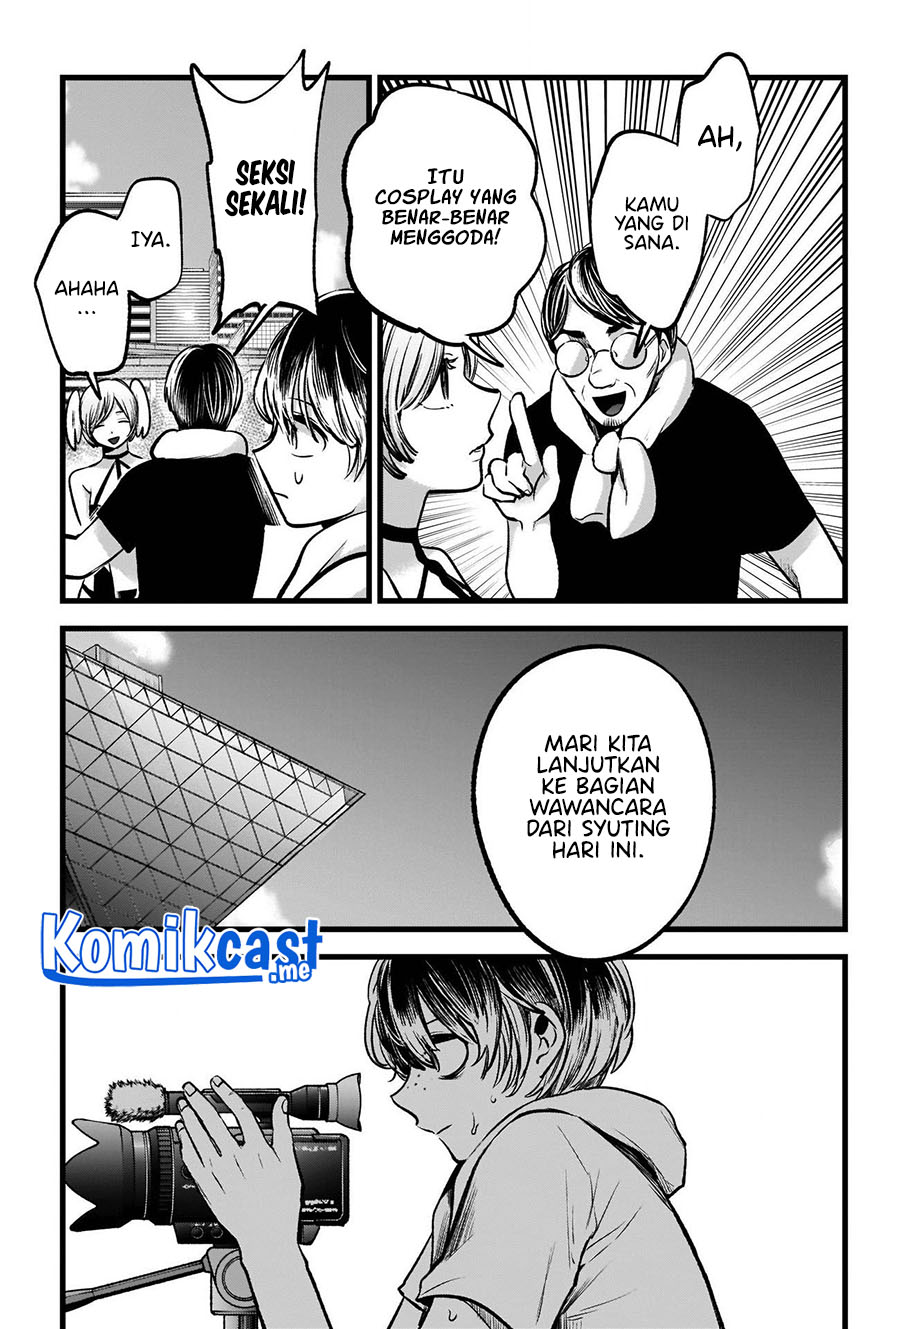 AH,
KAMU
YANG DI
SANA.
ITU
COSPLAY YANG
BENAR-BENAR
MENGGODA!
SEKSI
SEKALI!
IYA.
AHAHA
...
MARI KITA
LANJUTKAN
KE BAGIAN
WAWANCARA
DARI SYUTING
HARI INI.
Komikcast
.me